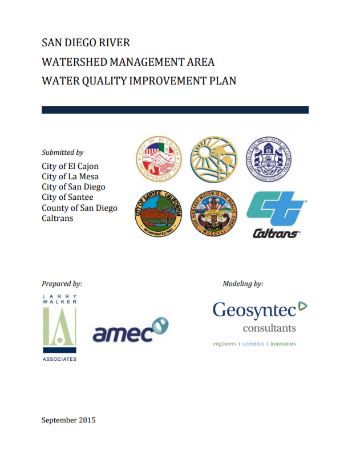 SAN DIEGO RIVER
WATERSHED MANAGEMENT AREA
WATER QUALITY IMPROVEMENT PLAN
Submitted by
City of El Cajon
City of La Mesa
City of San Diego
City of Santee
County of San Diego
Caltrans
Caltrans
Prepared by:
Modeling by:
LARRY
WALKER
LA
ASSOCIATES
amec
Geosyntec
consultants
engineers | scientists | innovators
September 2015